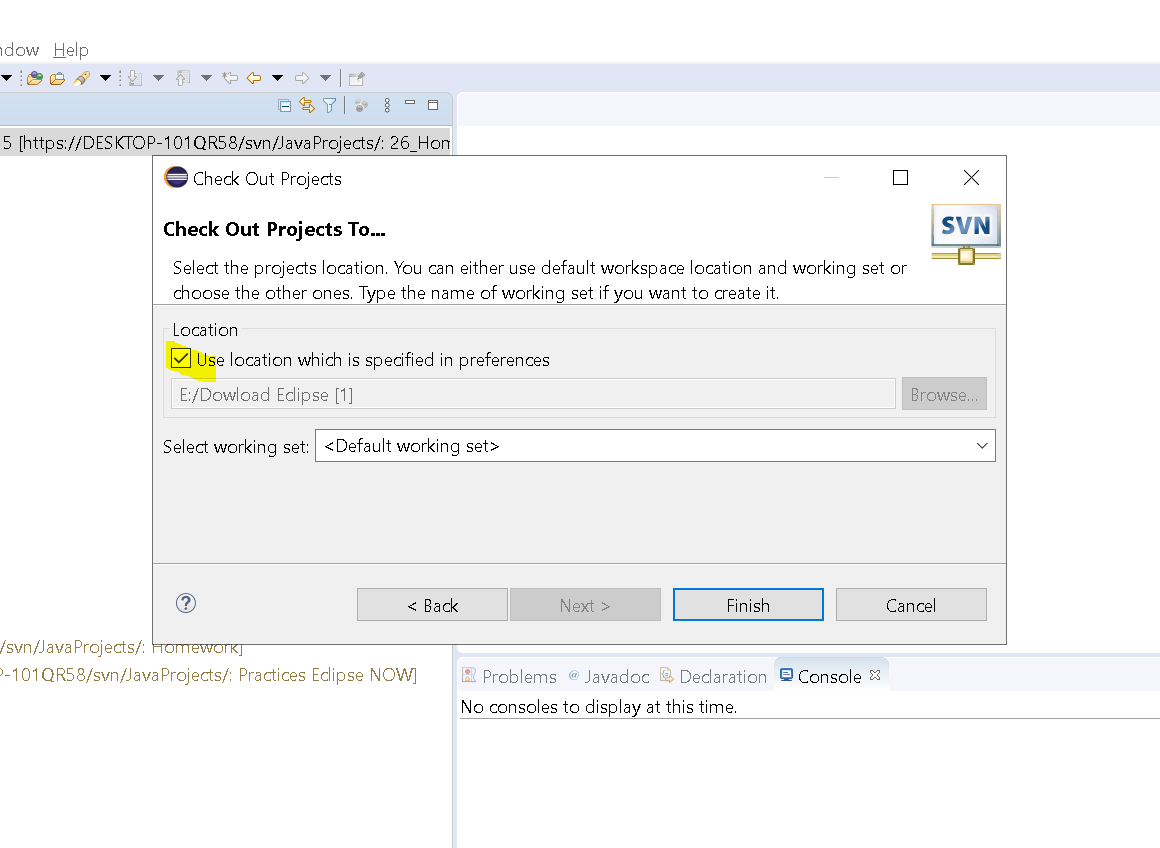 ndow Help
5 [https://DESKTOP-101QR58/svn/JavaProjects/: 26_Hom
Check Out Projects
Check Out Projects To...
SVN
Select the projects location. You can either use default workspace location and working set or
choose the other ones. Type the name of working set if you want to create it.
Location
Use location which is specified in preferences
E:/Dowload Eclipse [1]
Browse...
Select working set:
<Default working set>
?
< Back
Next >
Finish
Cancel
/svn/JavaProjects/: Homework]
P-101QR58/svn/JavaProjects/: Practices Eclipse NOW]
Problems @ Javadoc Declaration Console
No consoles to display at this time.